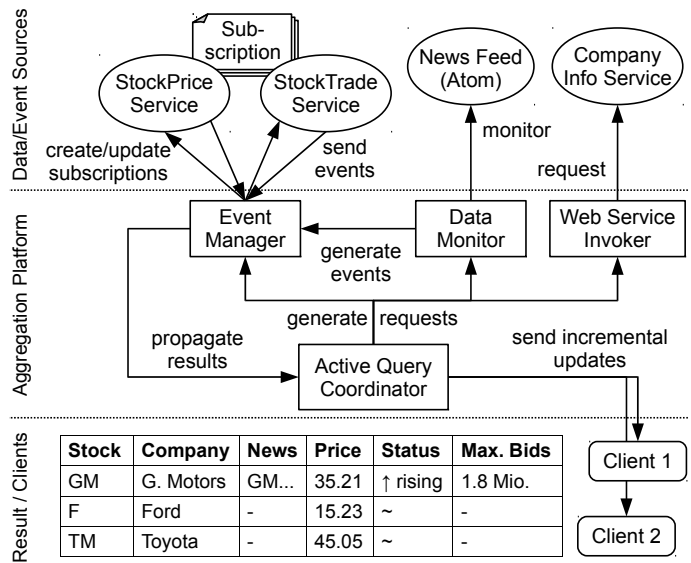 Data/Event Sources
Sub-
scription
StockPrice
Service
StockTrade
Service
News Feed
(Atom)
Company
Info Service
create/update
subscriptions
send
events
monitor
request
Aggregation Platform
Event
Manager
Data
Monitor
Web Service
Invoker
generate
events
generate requests
propagate
results
Active Query
Coordinator
send incremental
updates
Result / Clients
Stock Company News Price Status Max. Bids
GM G. Motors GM... 35.21 ↑ rising 1.8 Mio.
F Ford - 15.23 ~ -
TM Toyota - 45.05 ~ -
Client 1
Client 2